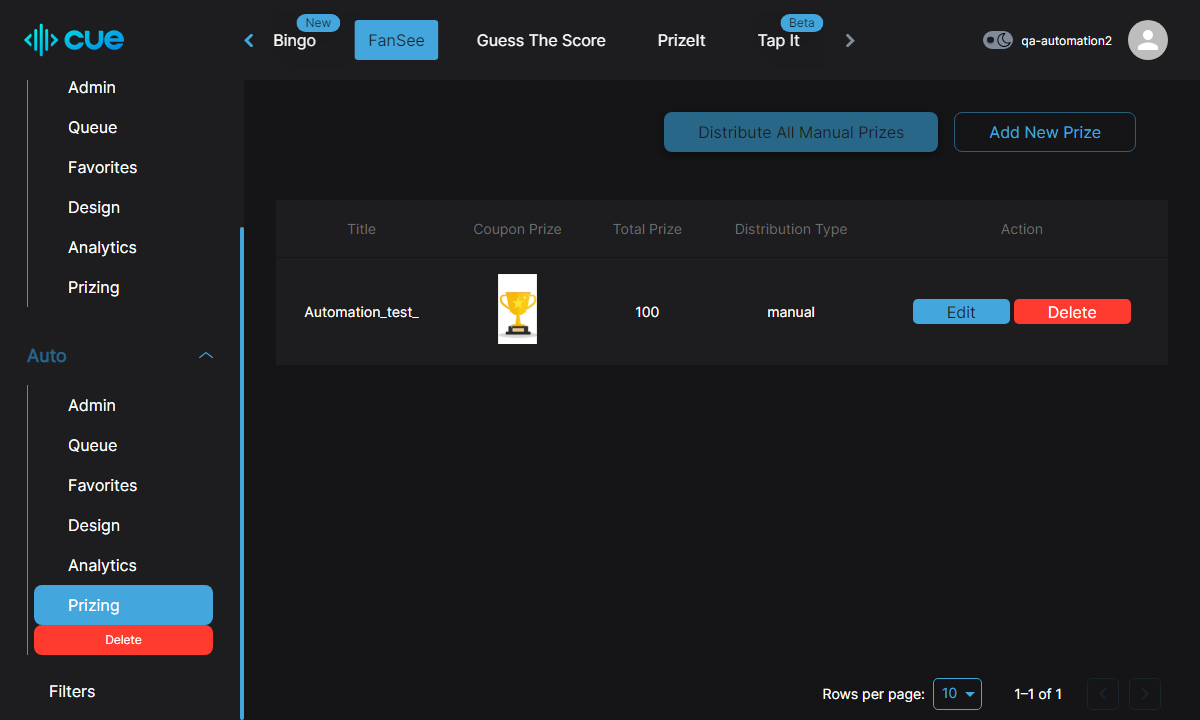 cue
New
Bingo
FanSee
Guess The Score
PrizeIt
Beta
Tap It
qa-automation2
Admin
Queue
Favorites
Design
Analytics
Prizing
Auto
Admin
Queue
Favorites
Design
Analytics
Prizing
Delete
Filters
Distribute All Manual Prizes
Add New Prize
Title Coupon Prize Total Prize Distribution Type Action
Automation_test_ 100 manual Edit Delete
Rows per page: 10 1–1 of 1